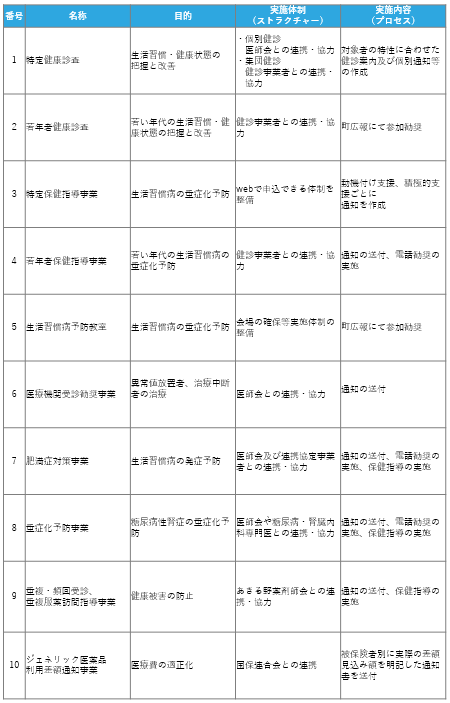 番号 名称 目的 実施体制
（ストラクチャー） 実施内容
（プロセス）
1 特定健康診査 生活習慣・健康状態の
把握と改善 ・個別健診
医師会との連携・協力
・集団健診
健診事業者との連携・
協力 対象者の特性に合わせた
健診案内及び個別通知等
の作成
2 若年者健康診査 若い年代の生活習慣・健
康状態の把握と改善 健診事業者との連携・協
力 町広報にて参加勧奨
3 特定保健指導事業 生活習慣病の重症化予防 webで申込できる体制を
整備 動機付け支援、積極的支
援ごとに
通知を作成
4 若年者保健指導事業 若い年代の生活習慣病の
重症化予防 健診事業者との連携・協
力 通知の送付、電話勧奨の
実施
5 生活習慣病予防教室 生活習慣病の重症化予防 会場の確保等実施体制の
整備 町広報にて参加勧奨
6 医療機関受診勧奨事業 異常値放置者、治療中断
者の治療 医師会との連携・協力 通知の送付
7 肥満症対策事業 生活習慣病の発症予防 医師会及び連携協定事業
者との連携・協力 通知の送付、電話勧奨の
実施、保健指導の実施
8 重症化予防事業 糖尿病性腎症の重症化予
防 医師会や糖尿病・腎臓内
科専門医との連携・協力 通知の送付、電話勧奨の
実施、保健指導の実施
9 重複・頻回受診、
重複服薬訪問指導事業 健康被害の防止 あきる野薬剤師会との連
携・協力 通知の送付、保健指導の
実施
10 ジェネリック医薬品
利用差額通知事業 医療費の適正化 国保連合会との連携 被保険者別に実際の差額
見込み額を明記した通知
書を送付